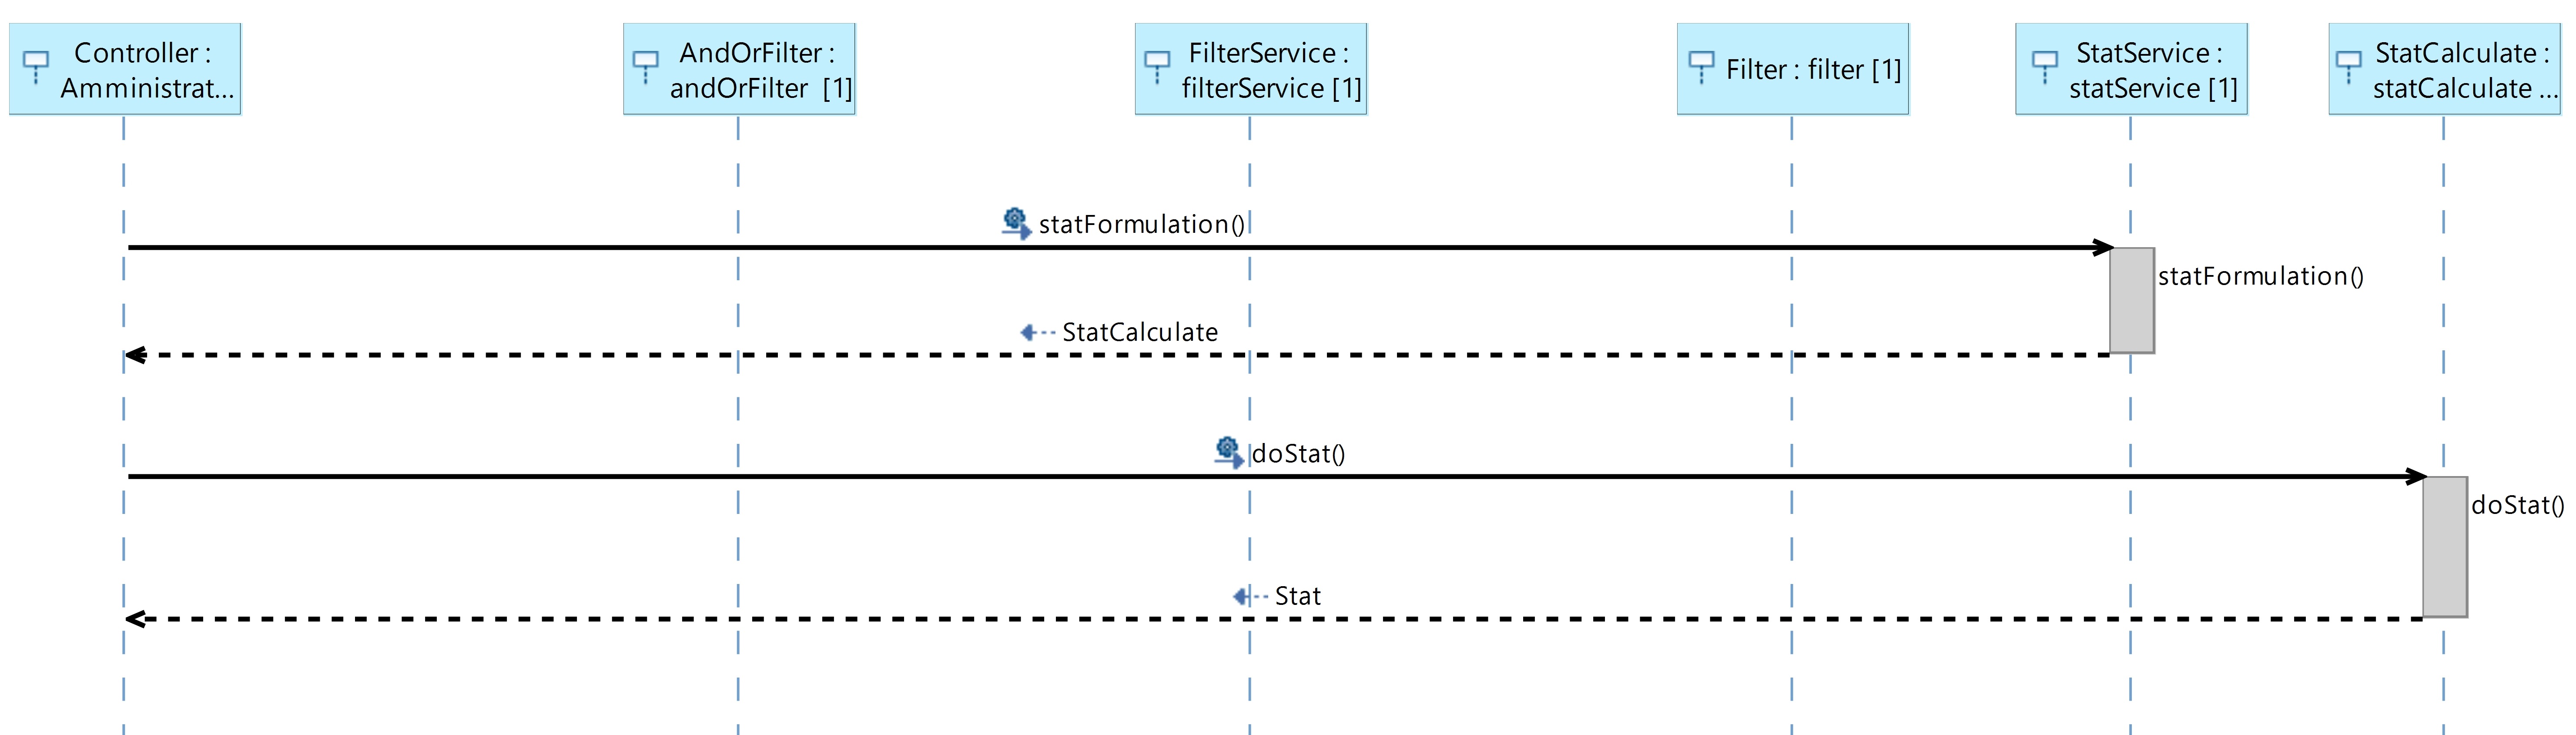 Controller :
Amministrat...
AndOrFilter :
andOrFilter [1]
FilterService :
filterService [1]
Filter : filter [1]
StatService :
statService [1]
StatCalculate :
statCalculate ...
statFormulation()
statFormulation()
StatCalculate
doStat()
doStat()
Stat